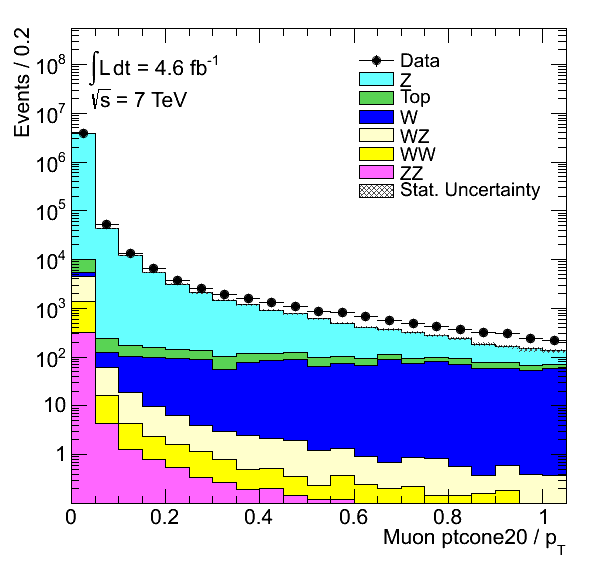 Events / 0.2
10⁸
10⁷
10⁶
10⁵
10⁴
10³
10²
10
1
∫L dt = 4.6 fb⁻¹
√s = 7 TeV
Data
Z
Top
W
WZ
WW
ZZ
Stat. Uncertainty
0 0.2 0.4 0.6 0.8 1
Muon ptcone20 / p_T